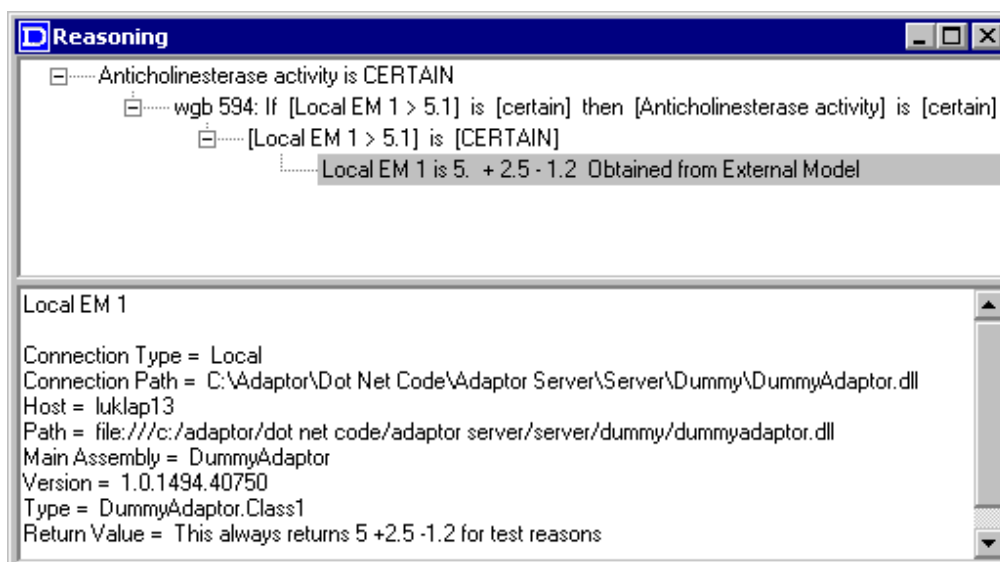 D Reasoning
Anticholinesterase activity is CERTAIN
wgb 594: If [Local EM 1 > 5.1] is [certain] then [Anticholinesterase activity] is [certain]
[Local EM 1 > 5.1] is [CERTAIN]
Local EM 1 is 5. + 2.5 - 1.2 Obtained from External Model
Local EM 1
Connection Type = Local
Connection Path = C:\Adaptor\Dot Net Code\Adaptor Server\Server\Dummy\DummyAdaptor.dll
Host = luklap13
Path = file:///c:/adaptor/dot net code/adaptor server/server/dummy/dummyadaptor.dll
Main Assembly = DummyAdaptor
Version = 1.0.1494.40750
Type = DummyAdaptor.Class1
Return Value = This always returns 5 +2.5 -1.2 for test reasons